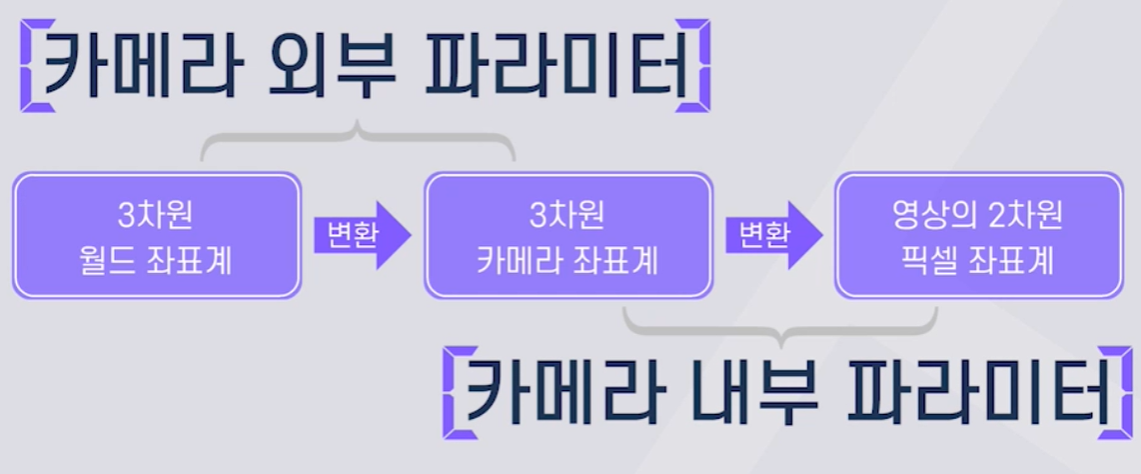 카메라 외부 파라미터
3차원
월드 좌표계
변환
3차원
카메라 좌표계
변환
영상의 2차원
픽셀 좌표계
카메라 내부 파라미터